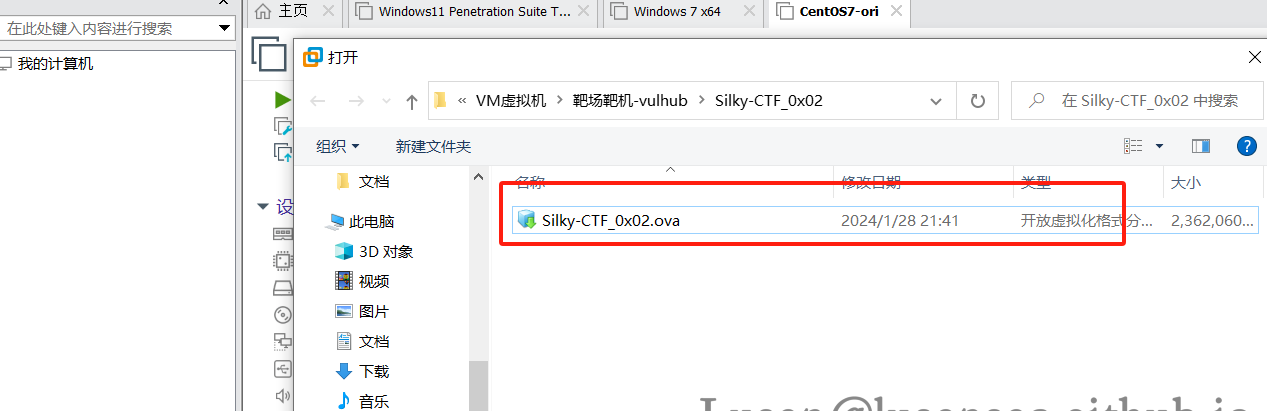 主页
Windows11 Penetration Suite T...
Windows 7 x64
CentOS7-ori
在此处键入内容进行搜索
我的计算机
打开
« VM虚拟机 > 靶场靶机-vulhub > Silky-CTF_0x02
在 Silky-CTF_0x02 中搜索
组织
新建文件夹
名称
修改日期
类型
大小
Silky-CTF_0x02.ova
2024/1/28 21:41
开放虚拟化格式分...
2,362,060...
文档
此电脑
3D 对象
视频
图片
文档
下载
音乐
设